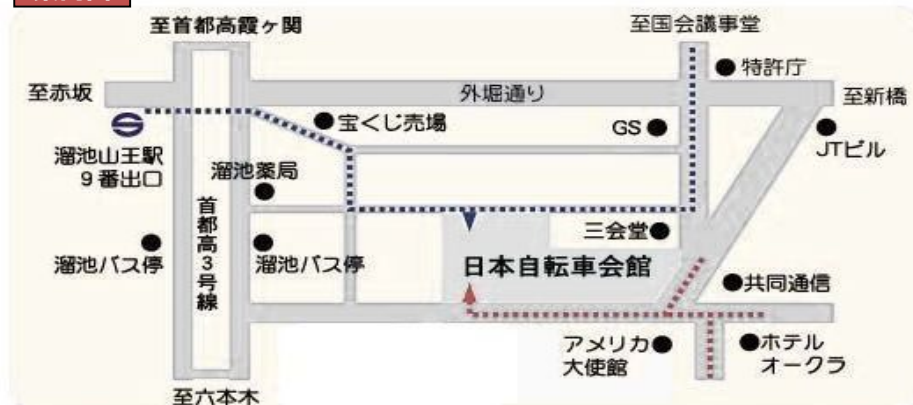 至首都高霞ヶ関
至国会議事堂
特許庁
至赤坂
外堀通り
至新橋
宝くじ売場
GS
JTビル
溜池山王駅
9番出口
溜池薬局
首都高3号線
三会堂
溜池バス停
溜池バス停
日本自転車会館
共同通信
アメリカ
大使館
ホテル
オークラ
至六本木